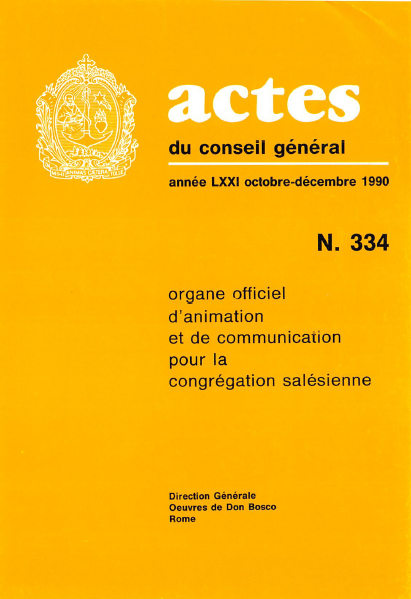 actes
du conseil général
année LXXI octobre-décembre 1990
N. 334
organe officiel
d'animation
et de communication
pour la
congrégation salésienne
Direction Générale
Oeuvres de Don Bosco
Rome